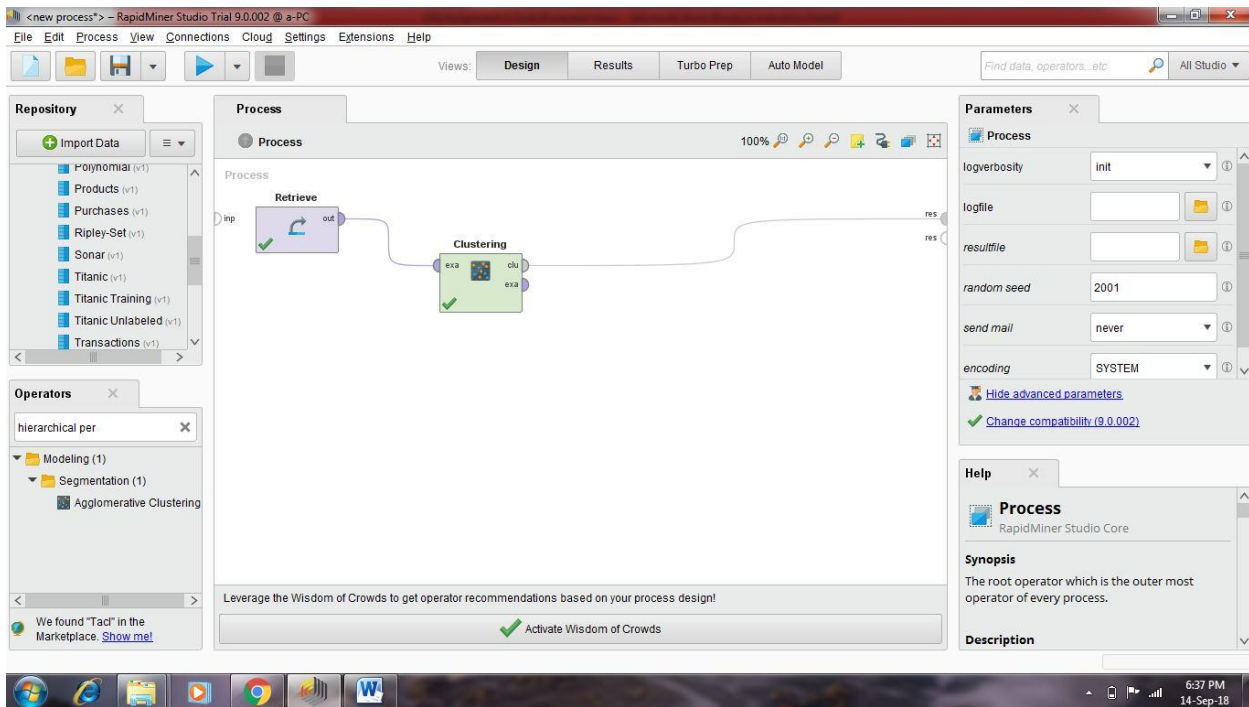 <new process*> – RapidMiner Studio Trial 9.0.002 @ a-PC
File Edit Process View Connections Cloud Settings Extensions Help
Views: Design Results Turbo Prep Auto Model
Find data, operators...etc
All Studio
Repository
Import Data
Polynomial (v1)
Products (v1)
Purchases (v1)
Ripley-Set (v1)
Sonar (v1)
Titanic (v1)
Titanic Training (v1)
Titanic Unlabeled (v1)
Transactions (v1)
Operators
hierarchical per
Modeling (1)
Segmentation (1)
Agglomerative Clustering
We found "Tacl" in the
Marketplace. Show me!
Process
Process
100%
Process
Retrieve
inp
out
Clustering
exa
clu
exa
res
res
Leverage the Wisdom of Crowds to get operator recommendations based on your process design!
Activate Wisdom of Crowds
Parameters
Process
logverbosity init
logfile
resultfile
random seed 2001
send mail never
encoding SYSTEM
Hide advanced parameters
Change compatibility (9.0.002)
Help
Process
RapidMiner Studio Core
Synopsis
The root operator which is the outer most
operator of every process.
Description
6:37 PM
14-Sep-18